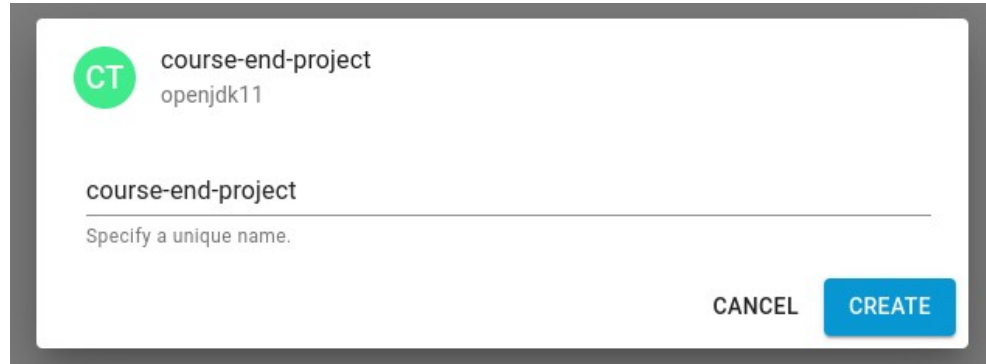 CT
course-end-project
openjdk11
course-end-project
Specify a unique name.
CANCEL
CREATE